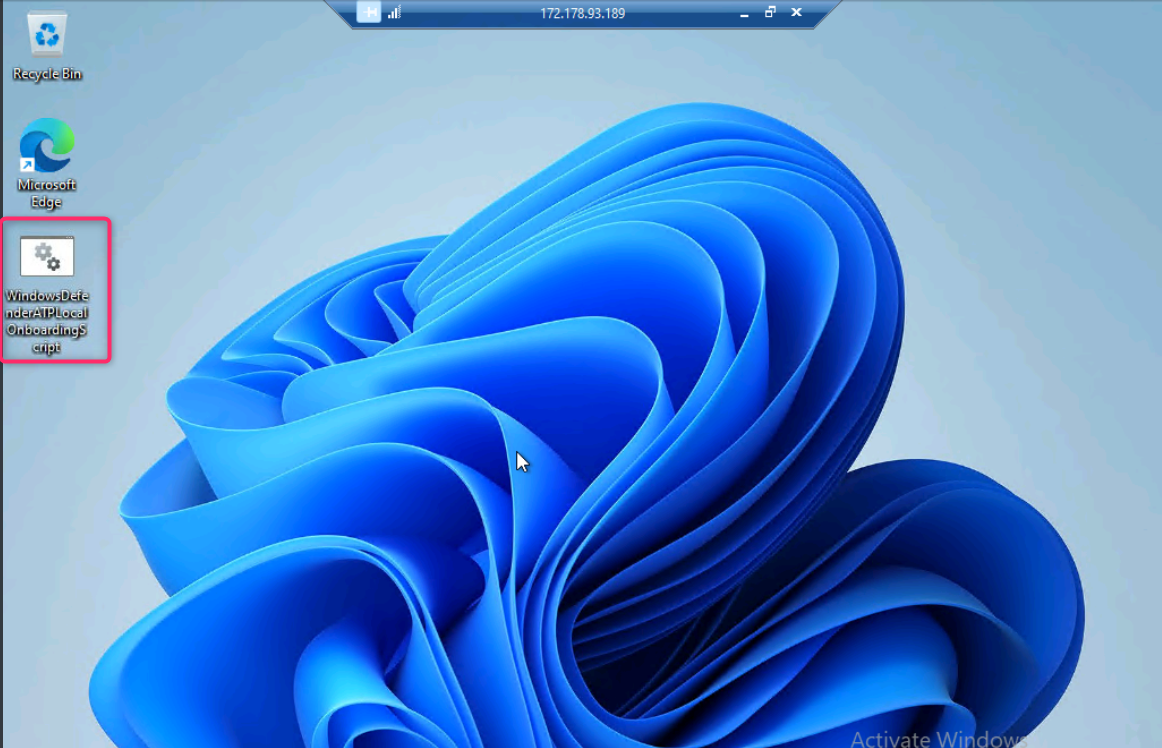 172.178.93.189
Recycle Bin
Microsoft
Edge
WindowsDefe
nderATPLocal
OnboardingS
cript
Activate Windows